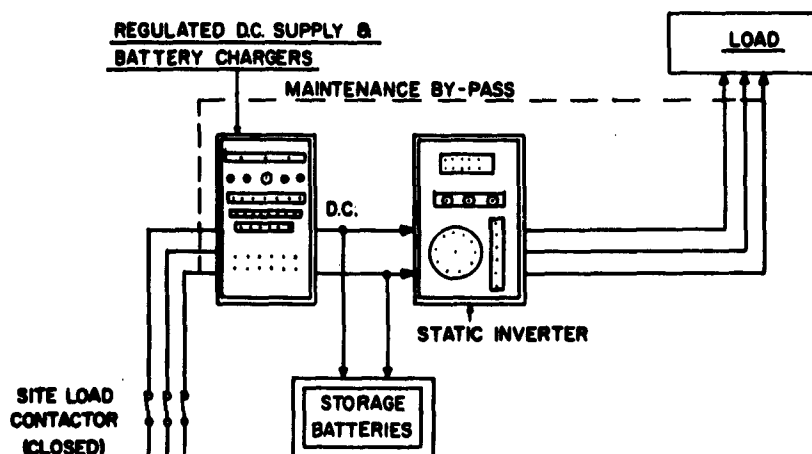 REGULATED D.C. SUPPLY &
BATTERY CHARGERS
LOAD
MAINTENANCE BY-PASS
D.C.
STATIC INVERTER
SITE LOAD
CONTACTOR
(CLOSED)
STORAGE
BATTERIES